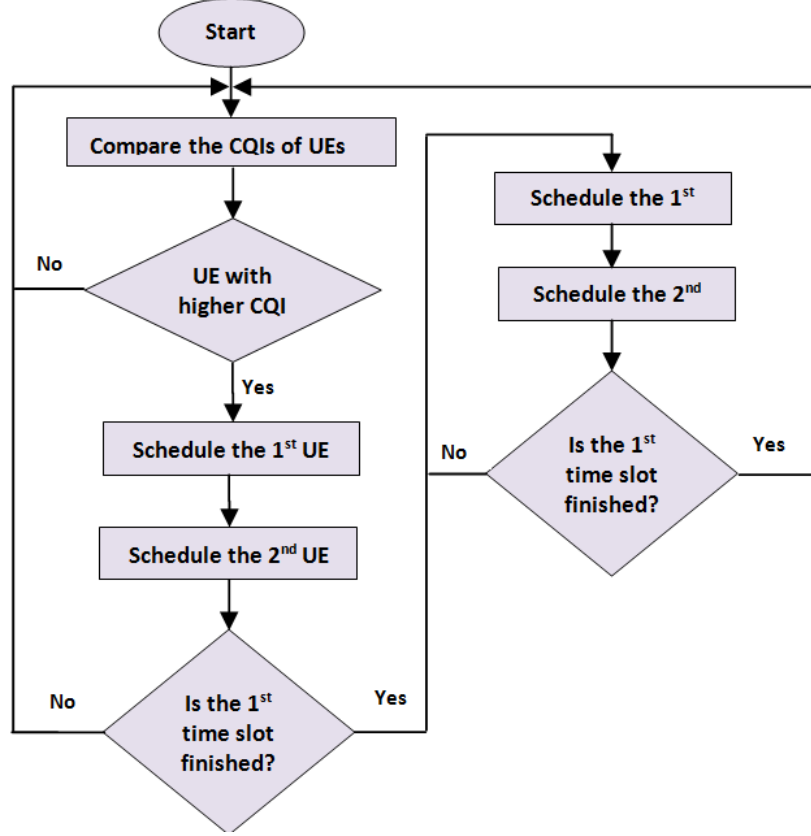 Start
Compare the CQIs of UEs
No
UE with
higher CQI
Yes
Schedule the 1st UE
Schedule the 2nd UE
No
Is the 1st
time slot
finished?
Yes
Schedule the 1st
Schedule the 2nd
No
Is the 1st
time slot
finished?
Yes